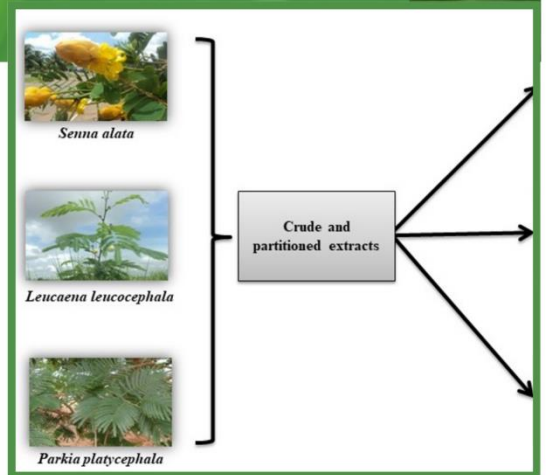 Senna alata
Leucaena leucocephala
Parkia platycephala
Crude and
partitioned extracts